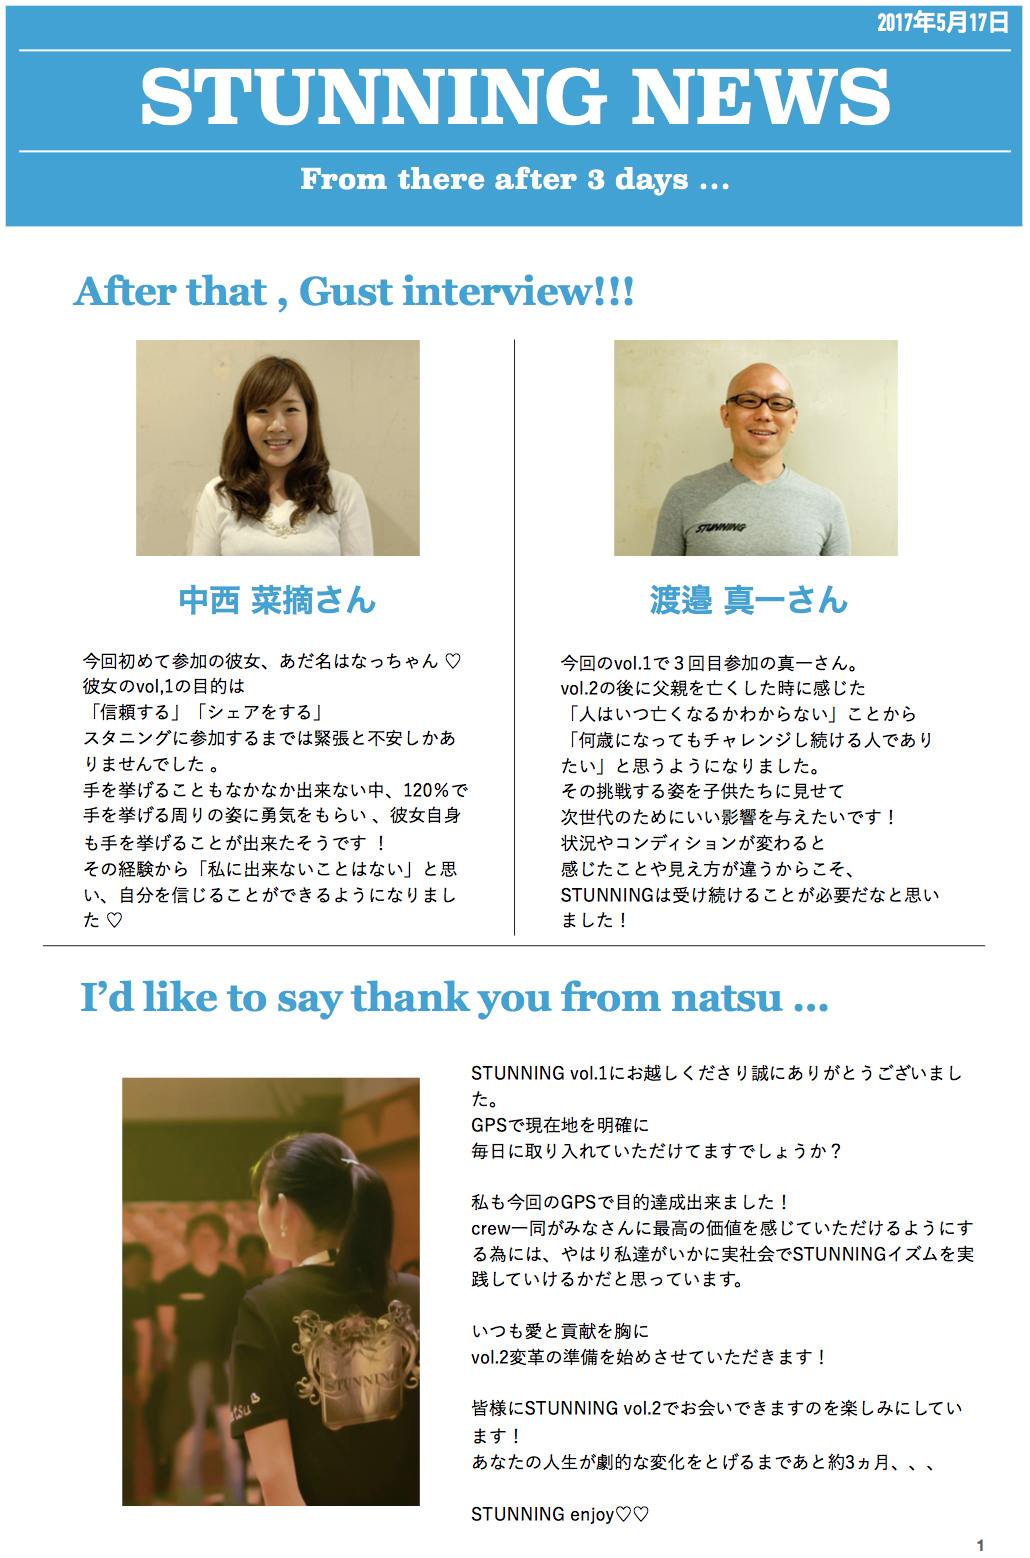 2017年5月17日
STUNNING NEWS
From there after 3 days ...
After that , Gust interview!!!
STUNNING
中西 菜摘さん
今回初めて参加の彼女、あだ名はなっちゃん ♡
彼女のvol,1の目的は
「信頼する」「シェアをする」
スタニングに参加するまでは緊張と不安しかあ
りませんでした 。
手を挙げることもなかなか出来ない中、120％で
手を挙げる周りの姿に勇気をもらい 、彼女自身
も手を挙げることが出来たそうです ！
その経験から「私に出来ないことはない」と思
い、自分を信じることができるようになりまし
た ♡
渡邉 真一さん
今回のvol.1で３回目参加の真一さん。
vol.2の後に父親を亡くした時に感じた
「人はいつ亡くなるかわからない」ことから
「何歳になってもチャレンジし続ける人であり
たい」と思うようになりました。
その挑戦する姿を子供たちに見せて
次世代のためにいい影響を与えたいです！
状況やコンディションが変わると
感じたことや見え方が違うからこそ、
STUNNINGは受け続けることが必要だなと思い
ました！
I’d like to say thank you from natsu ...
STUNNING
atsu
STUNNING vol.1にお越しくださり誠にありがとうございまし
た。
GPSで現在地を明確に
毎日に取り入れていただけてますでしょうか？
私も今回のGPSで目的達成出来ました！
crew一同がみなさんに最高の価値を感じていただけるようにす
る為には、やはり私達がいかに実社会でSTUNNINGイズムを実
践していけるかだと思っています。
いつも愛と貢献を胸に
vol.2変革の準備を始めさせていただきます！
皆様にSTUNNING vol.2でお会いできますのを楽しみにしてい
ます！
あなたの人生が劇的な変化をとげるまであと約3ヵ月、、、
STUNNING enjoy♡♡
1